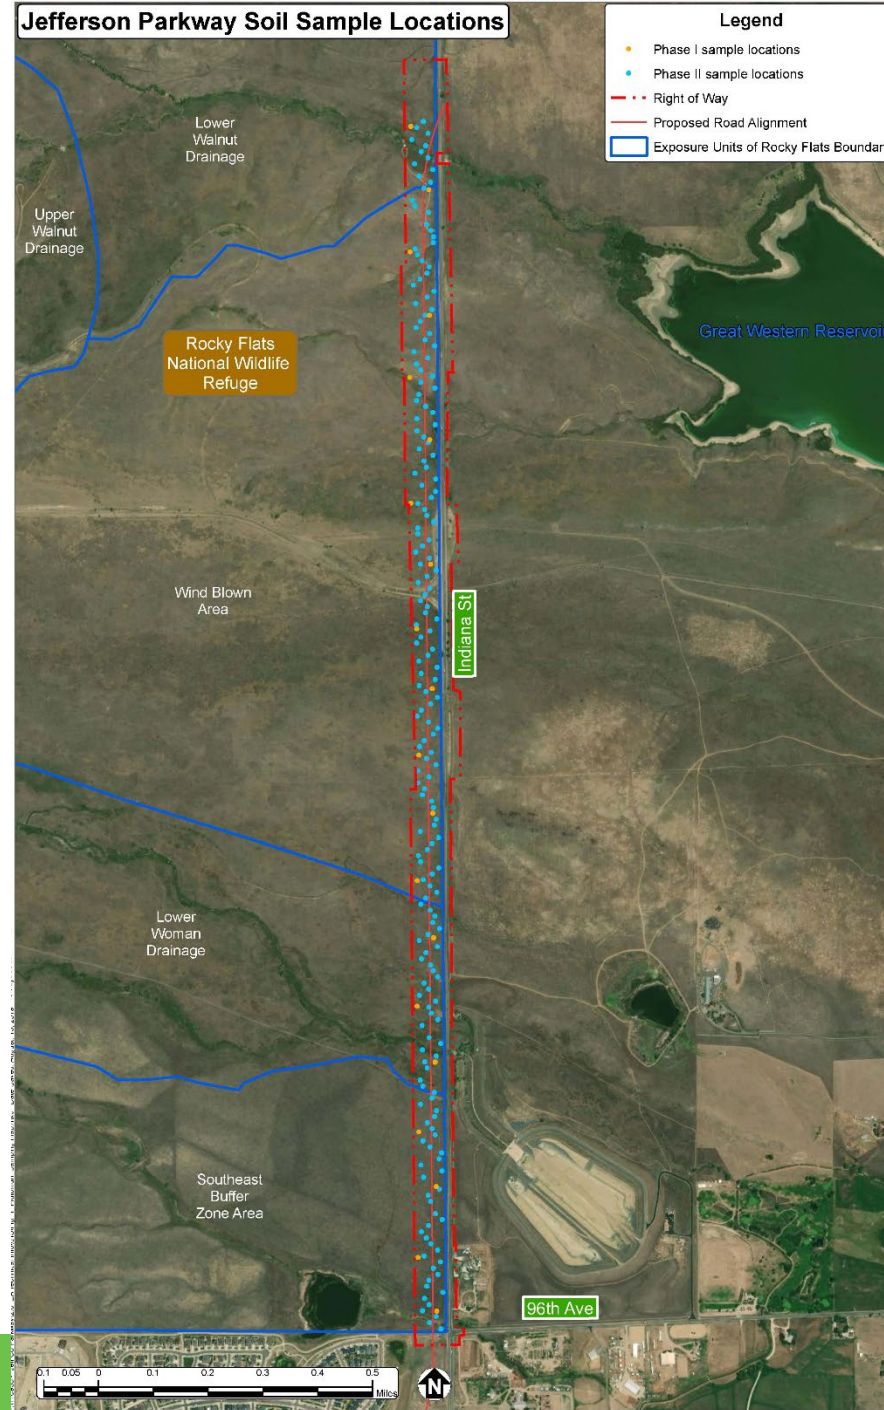 Jefferson Parkway Soil Sample Locations
Legend
Phase I sample locations
Phase II sample locations
Right of Way
Proposed Road Alignment
Exposure Units of Rocky Flats Boundar
Lower
Walnut
Drainage
Upper
Walnut
Drainage
Great Western Reservoi
Rocky Flats
National Wildlife
Refuge
Wind Blown
Area
Indiana St
Lower
Woman
Drainage
Southeast
Buffer
Zone Area
96th Ave
0.1 0.05 0 0.1 0.2 0.3 0.4 0.5
Miles
N